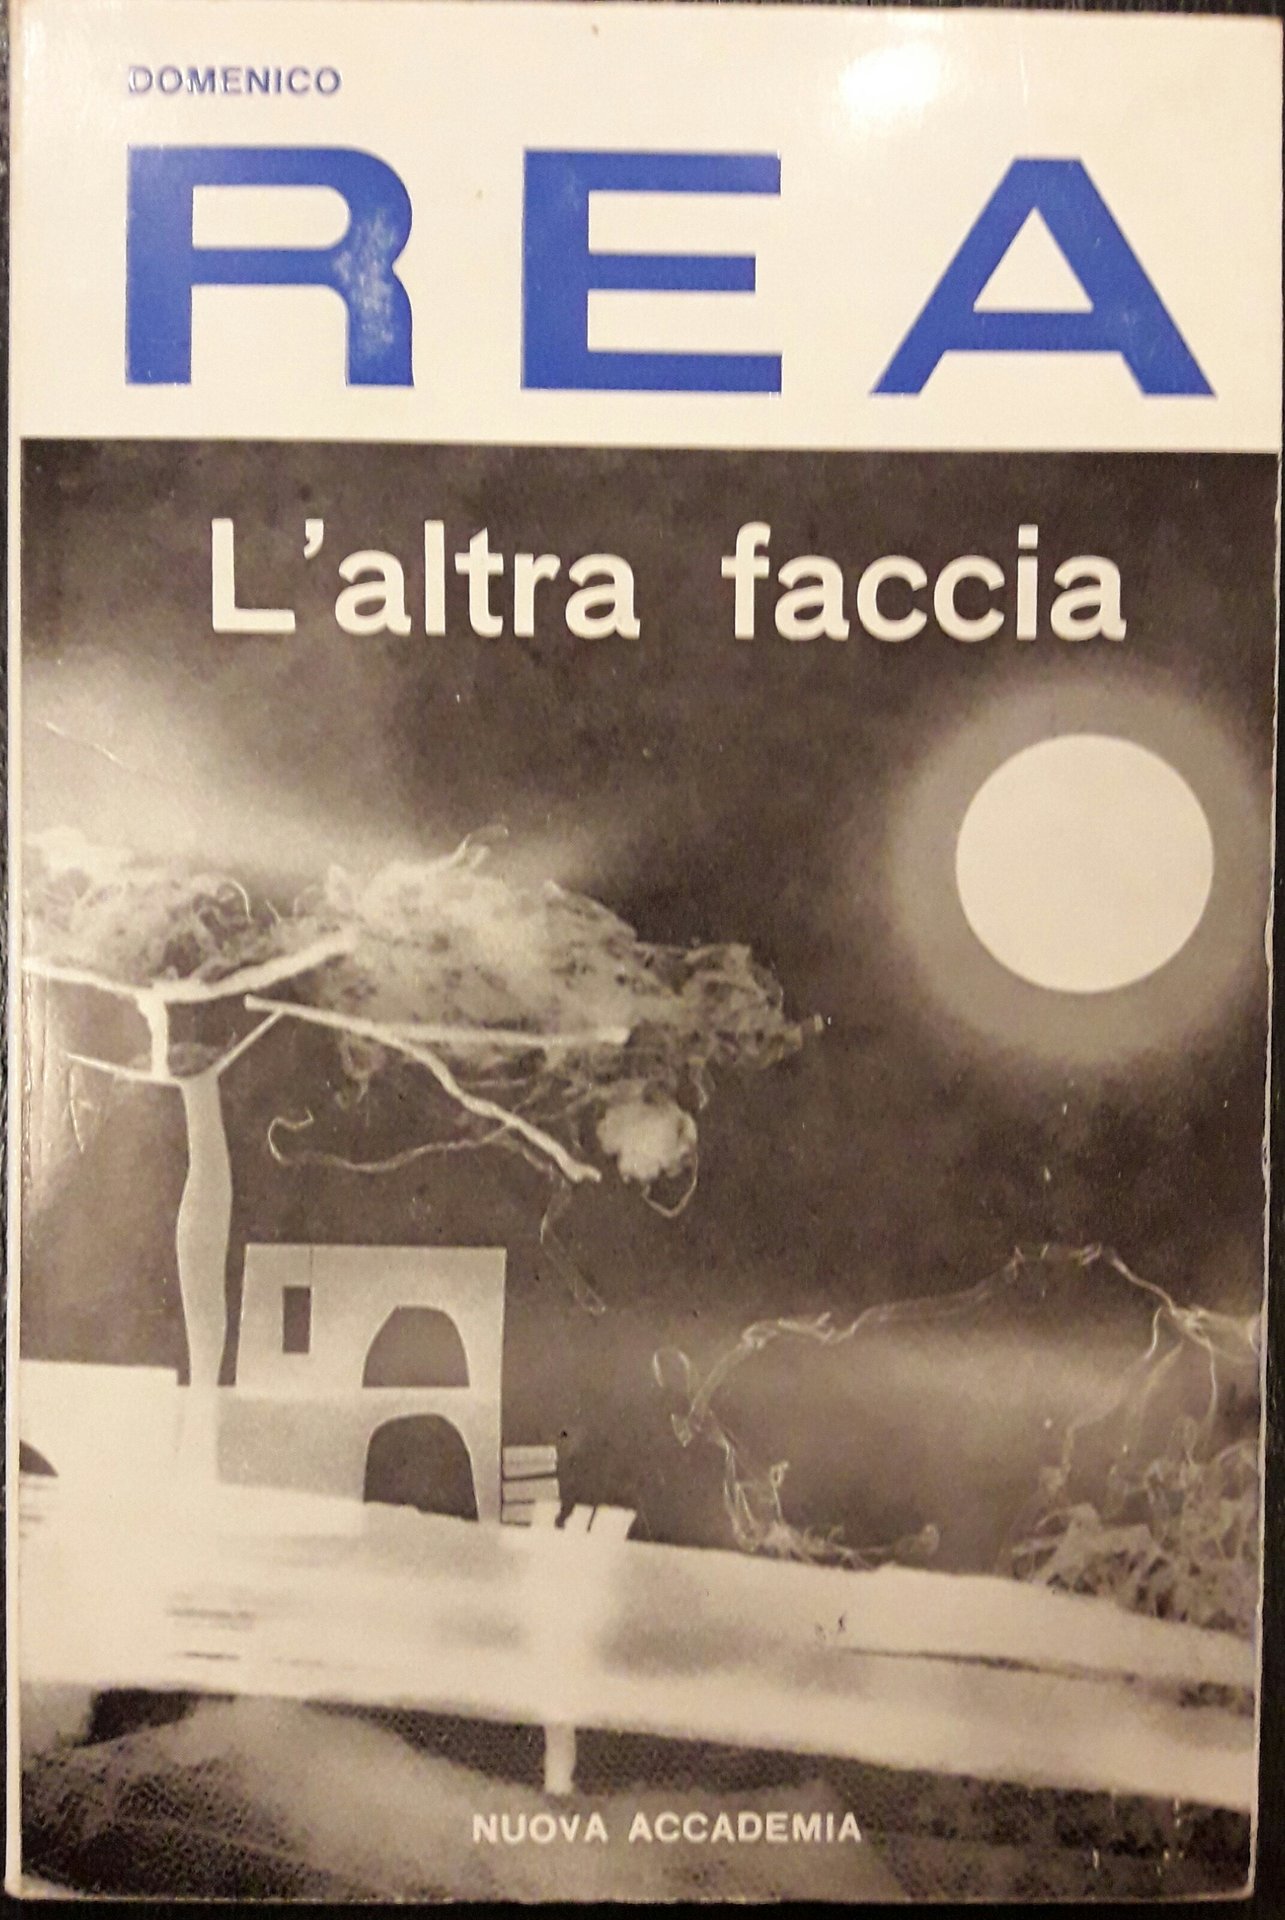 DOMENICO
REA
L'altra faccia
NUOVA ACCADEMIA